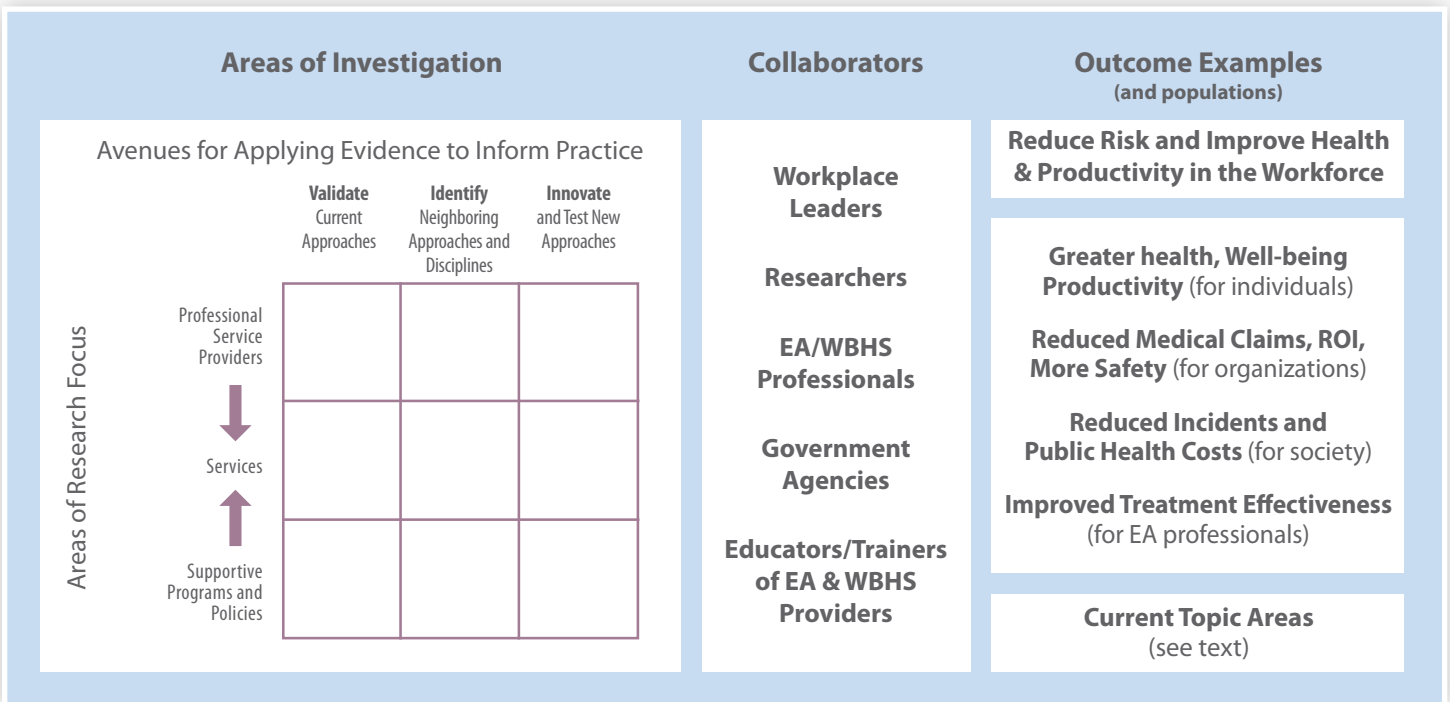 Areas of Investigation
Avenues for Applying Evidence to Inform Practice
Validate
Current
Approaches
Identify
Neighboring
Approaches and
Disciplines
Innovate
and Test New
Approaches
Areas of Research Focus
Professional
Service
Providers
Services
Supportive
Programs and
Policies
Collaborators
Workplace
Leaders
Researchers
EA/WBHS
Professionals
Government
Agencies
Educators/Trainers
of EA & WBHS
Providers
Outcome Examples
(and populations)
Reduce Risk and Improve Health
& Productivity in the Workforce
Greater health, Well-being
Productivity (for individuals)
Reduced Medical Claims, ROI,
More Safety (for organizations)
Reduced Incidents and
Public Health Costs (for society)
Improved Treatment Effectiveness
(for EA professionals)
Current Topic Areas
(see text)